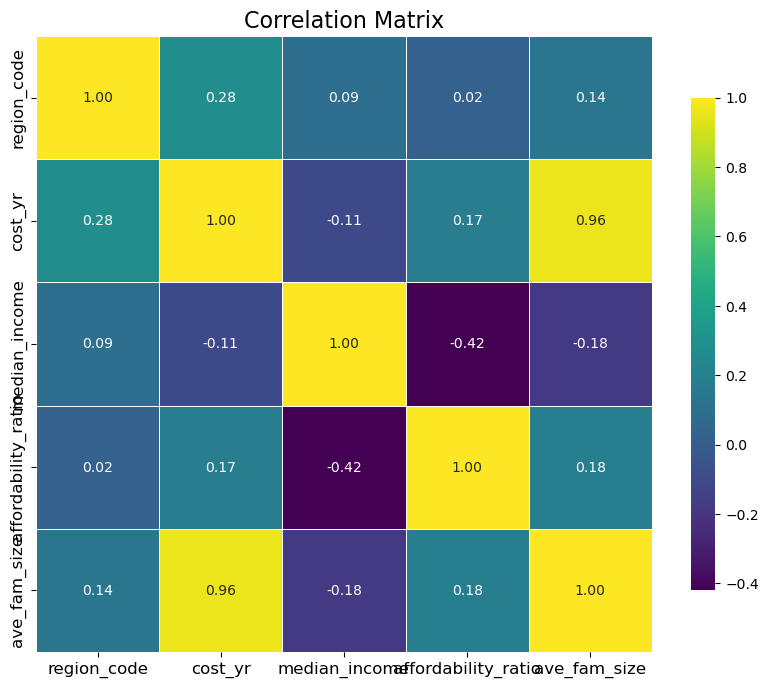 Correlation Matrix
region_code 1.00 0.28 0.09 0.02 0.14
cost_yr 0.28 1.00 -0.11 0.17 0.96
median_income 0.09 -0.11 1.00 -0.42 -0.18
affordability_ratio 0.02 0.17 -0.42 1.00 0.18
ave_fam_size 0.14 0.96 -0.18 0.18 1.00
region_code cost_yr median_income affordability_ratio ave_fam_size
1.0
0.8
0.6
0.4
0.2
0.0
−0.2
−0.4